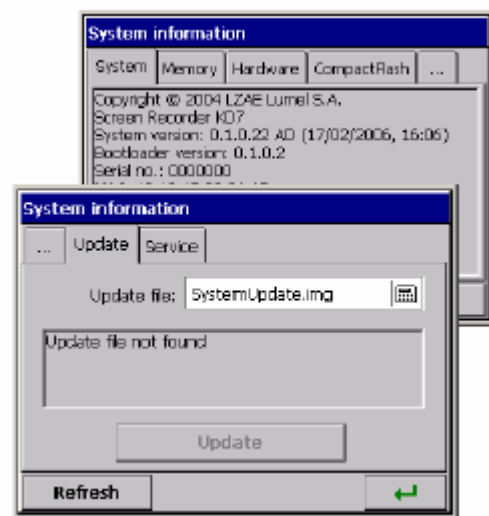 System information
System Memory Hardware CompactFlash ...
Copyright © 2004 LZAE Lumel S.A.
Screen Recorder KD7
System version: 0.1.0.22 AD (17/02/2006, 16:06)
Bootloader version: 0.1.0.2
Serial no.: 0000000
System information
... Update Service
Update file: SystemUpdate.img
Update file not found
Update
Refresh